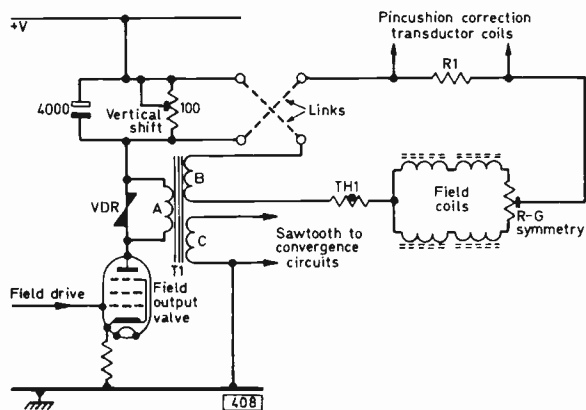 +V
Pincushion correction
transductor coils
R1
4000
Vertical
shift
100
Links
VDR
A
B
C
T1
TH1
Field
coils
R-G
symmetry
Sawtooth to
convergence
circuits
Field drive
Field
output
valve
408